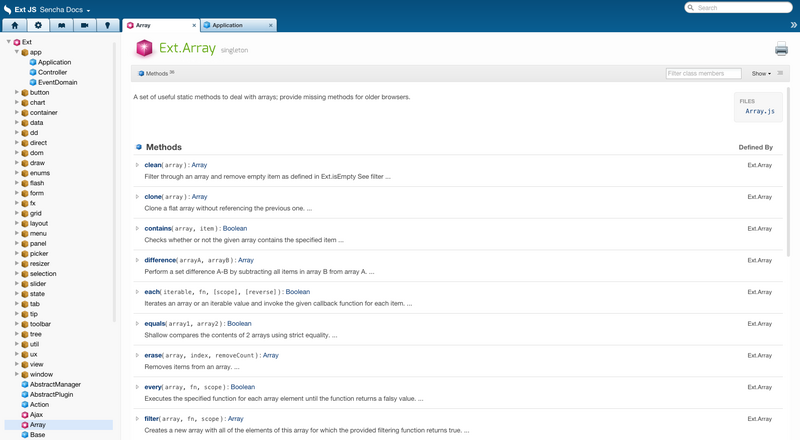 Ext JS Sencha Docs
Search
Array
Application
Ext
app
Application
Controller
EventDomain
button
chart
container
data
dd
direct
dom
draw
enums
flash
form
fx
grid
layout
menu
panel
picker
resizer
selection
slider
state
tab
tip
toolbar
tree
util
ux
view
window
AbstractManager
AbstractPlugin
Action
Ajax
Array
Base
Ext.Array singleton
Methods 36
Filter class members
Show
A set of useful static methods to deal with arrays; provide missing methods for older browsers.
FILES
Array.js
Methods
Defined By
clean( array ) : Array
Ext.Array
Filter through an array and remove empty item as defined in Ext.isEmpty See filter ...
clone( array ) : Array
Ext.Array
Clone a flat array without referencing the previous one. ...
contains( array, item ) : Boolean
Ext.Array
Checks whether or not the given array contains the specified item ...
difference( arrayA, arrayB ) : Array
Ext.Array
Perform a set difference A-B by subtracting all items in array B from array A. ...
each( iterable, fn, [scope], [reverse] ) : Boolean
Ext.Array
Iterates an array or an iterable value and invoke the given callback function for each item. ...
equals( array1, array2 ) : Boolean
Ext.Array
Shallow compares the contents of 2 arrays using strict equality. ...
erase( array, index, removeCount ) : Array
Ext.Array
Removes items from an array. ...
every( array, fn, scope ) : Boolean
Ext.Array
Executes the specified function for each array element until the function returns a falsy value. ...
filter( array, fn, scope ) : Array
Ext.Array
Creates a new array with all of the elements of this array for which the provided filtering function returns true. ...